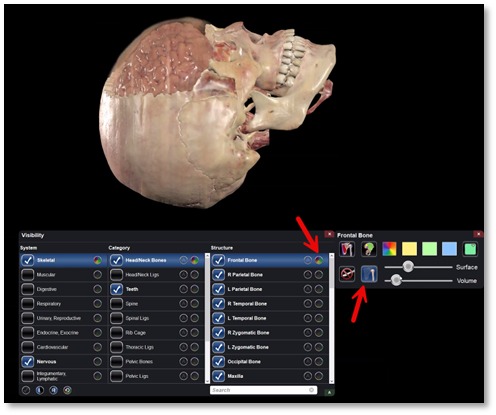 Visibility
System Category Structure
Skeletal Head/Neck Bones Frontal Bone
Muscular Head/Neck Ligs R Parietal Bone
Digestive Teeth L Parietal Bone
Respiratory Spine R Temporal Bone
Urinary, Reproductive Spinal Ligs L Temporal Bone
Endocrine, Exocrine Rib Cage R Zygomatic Bone
Cardiovascular Thoracic Ligs L Zygomatic Bone
Nervous Pelvic Bones Occipital Bone
Integumentary, Lymphatic Pelvic Ligs Maxilla
Search
Frontal Bone
Surface
Volume